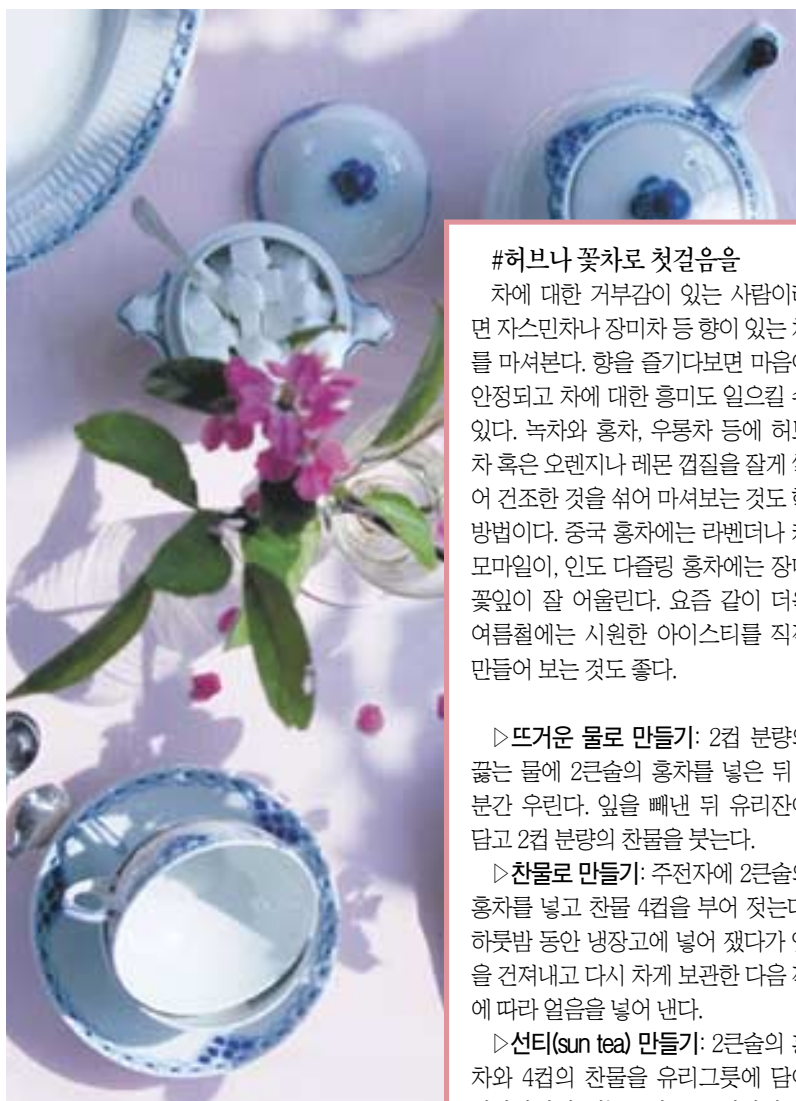 #허브나 꽃차로 첫걸음을
차에 대한 거부감이 있는 사람이라
면 자스민차나 장미차 등 향이 있는
를 마셔본다. 향을 즐기다보면 마음이
안정되고 차에 대한 흥미도 일으킬
있다. 녹차와 홍차, 우롱차 등에
차 혹은 오렌지나 레몬 껍질을 잘게
어 건조한 것을 섞어 마셔보는 것도
방법이다. 중국 홍차에는 라벤더나
모마일이, 인도 다즐링 홍차에는
꽃잎이 잘 어울린다. 요즘 같이
여름철에는 시원한 아이스티를
만들어 보는 것도 좋다.
▷뜨거운 물로 만들기: 2컵 분량의
끓는 물에 2큰술의 홍차를 넣은 뒤
분간 우린다. 잎을 빼낸 뒤 유리잔에
담고 2컵 분량의 찬물을 붓는다.
▷찬물로 만들기: 주전자에 2큰술의
홍차를 넣고 찬물 4컵을 부어 젓는다
하룻밤 동안 냉장고에 넣어 쟀다가
을 건져내고 다시 차게 보관한 다음
에 따라 얼음을 넣어 낸다.
▷선티(sun tea) 만들기: 2큰술의
차와 4컵의 찬물을 유리그릇에 담아